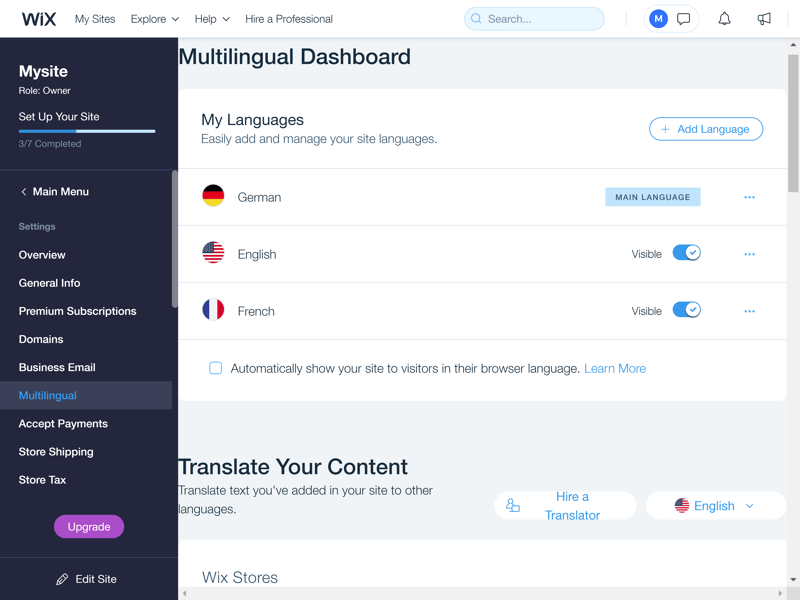 WiX My Sites Explore Help Hire a Professional Search... M
Mysite
Role: Owner
Set Up Your Site
3/7 Completed
Main Menu
Settings
Overview
General Info
Premium Subscriptions
Domains
Business Email
Multilingual
Accept Payments
Store Shipping
Store Tax
Upgrade
Edit Site
Multilingual Dashboard
My Languages
Easily add and manage your site languages.
+ Add Language
German MAIN LANGUAGE
English Visible
French Visible
Automatically show your site to visitors in their browser language. Learn More
Translate Your Content
Translate text you've added in your site to other
languages.
Hire a
Translator
English
Wix Stores